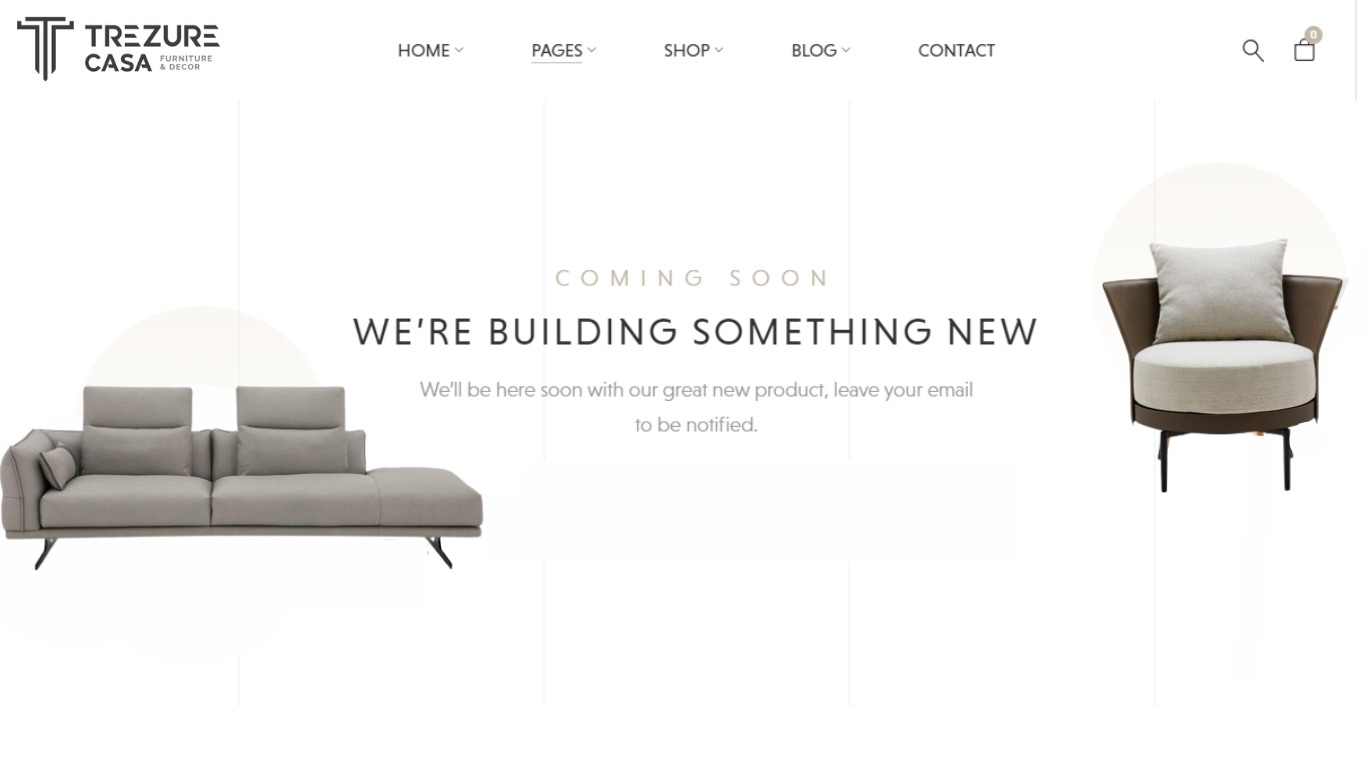 TREZURE
CASA FURNITURE
& DECOR
HOME PAGES SHOP BLOG CONTACT
0
COMING SOON
WE'RE BUILDING SOMETHING NEW
We'll be here soon with our great new product, leave your email
to be notified.